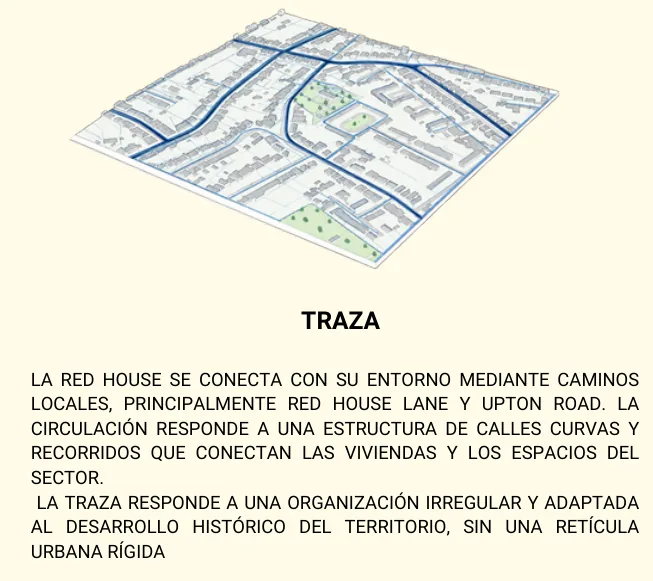 TRAZA
LA RED HOUSE SE CONECTA CON SU ENTORNO MEDIANTE CAMINOS
LOCALES, PRINCIPALMENTE RED HOUSE LANE Y UPTON ROAD. LA
CIRCULACIÓN RESPONDE A UNA ESTRUCTURA DE CALLES CURVAS Y
RECORRIDOS QUE CONECTAN LAS VIVIENDAS Y LOS ESPACIOS DEL
SECTOR.
LA TRAZA RESPONDE A UNA ORGANIZACIÓN IRREGULAR Y ADAPTADA
AL DESARROLLO HISTÓRICO DEL TERRITORIO, SIN UNA RETÍCULA
URBANA RÍGIDA